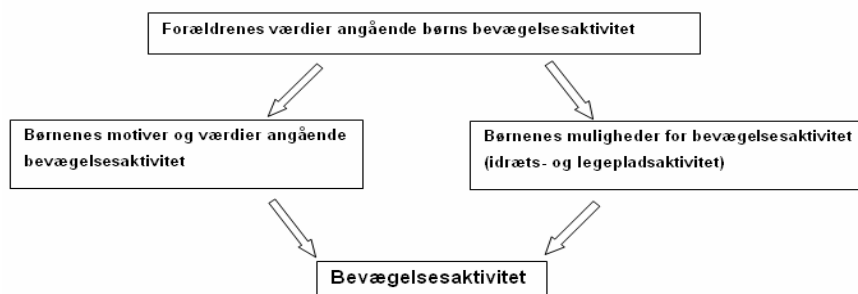 Forældrenes værdier angående børns bevægelsesaktivitet
Børnenes motiver og værdier angående
bevægelsesaktivitet
Børnenes muligheder for bevægelsesaktivitet
(idræts- og legepladsaktivitet)
Bevægelsesaktivitet